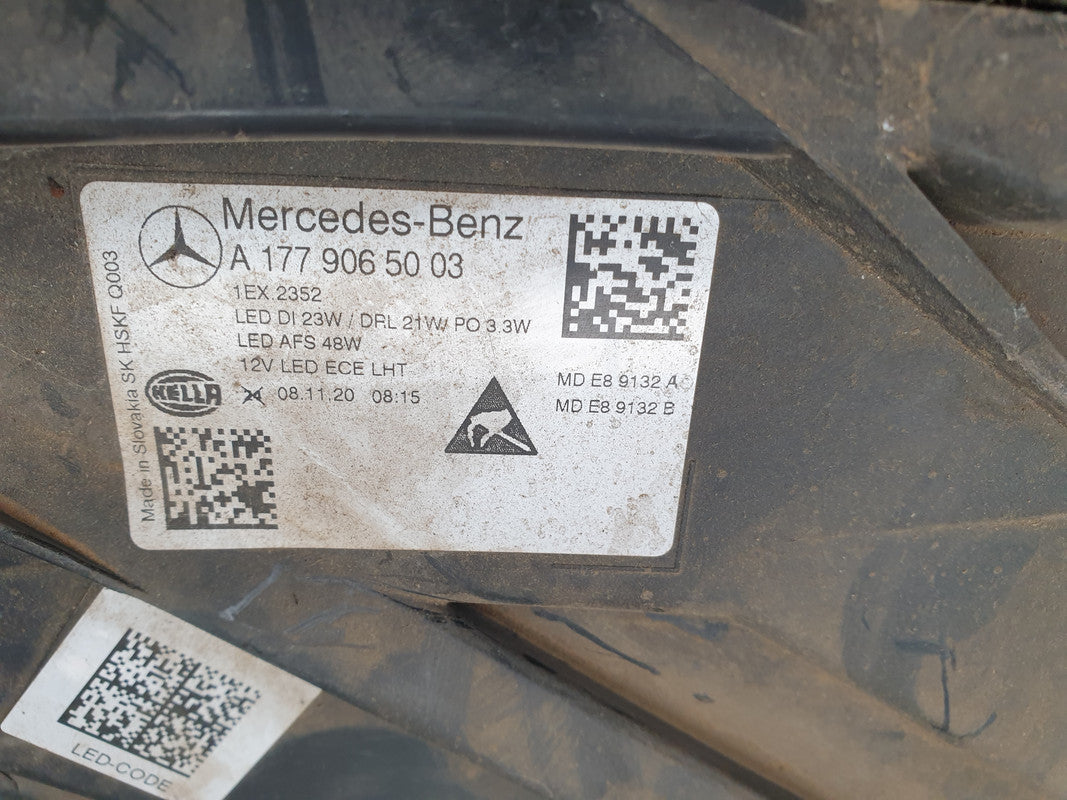 Mercedes-Benz
A 177 906 50 03
1EX 2352
LED DI 23W / DRL 21W/ PO 3.3W
LED AFS 48W
12V LED ECE LHT
HELLA
24 08.11.20 08:15
MD E8 9132 A
MD E8 9132 B
Made in Slovakia SK HSKF Q003
LED-CODE